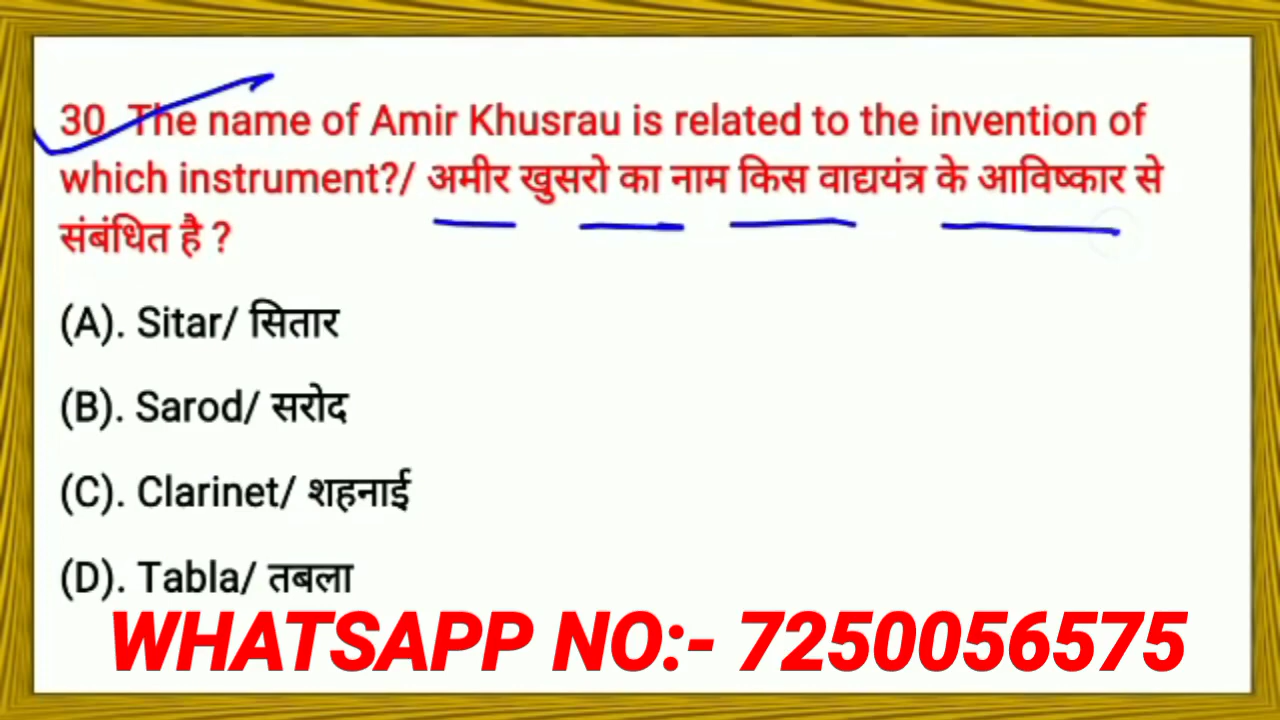 30. The name of Amir Khusrau is related to the invention of
which instrument?/ अमीर खुसरो का नाम किस वाद्ययंत्र के आविष्कार से
संबंधित है ?
(A). Sitar/ सितार
(B). Sarod/ सरोद
(C). Clarinet/ शहनाई
(D). Tabla/ तबला
WHATSAPP NO:- 7250056575